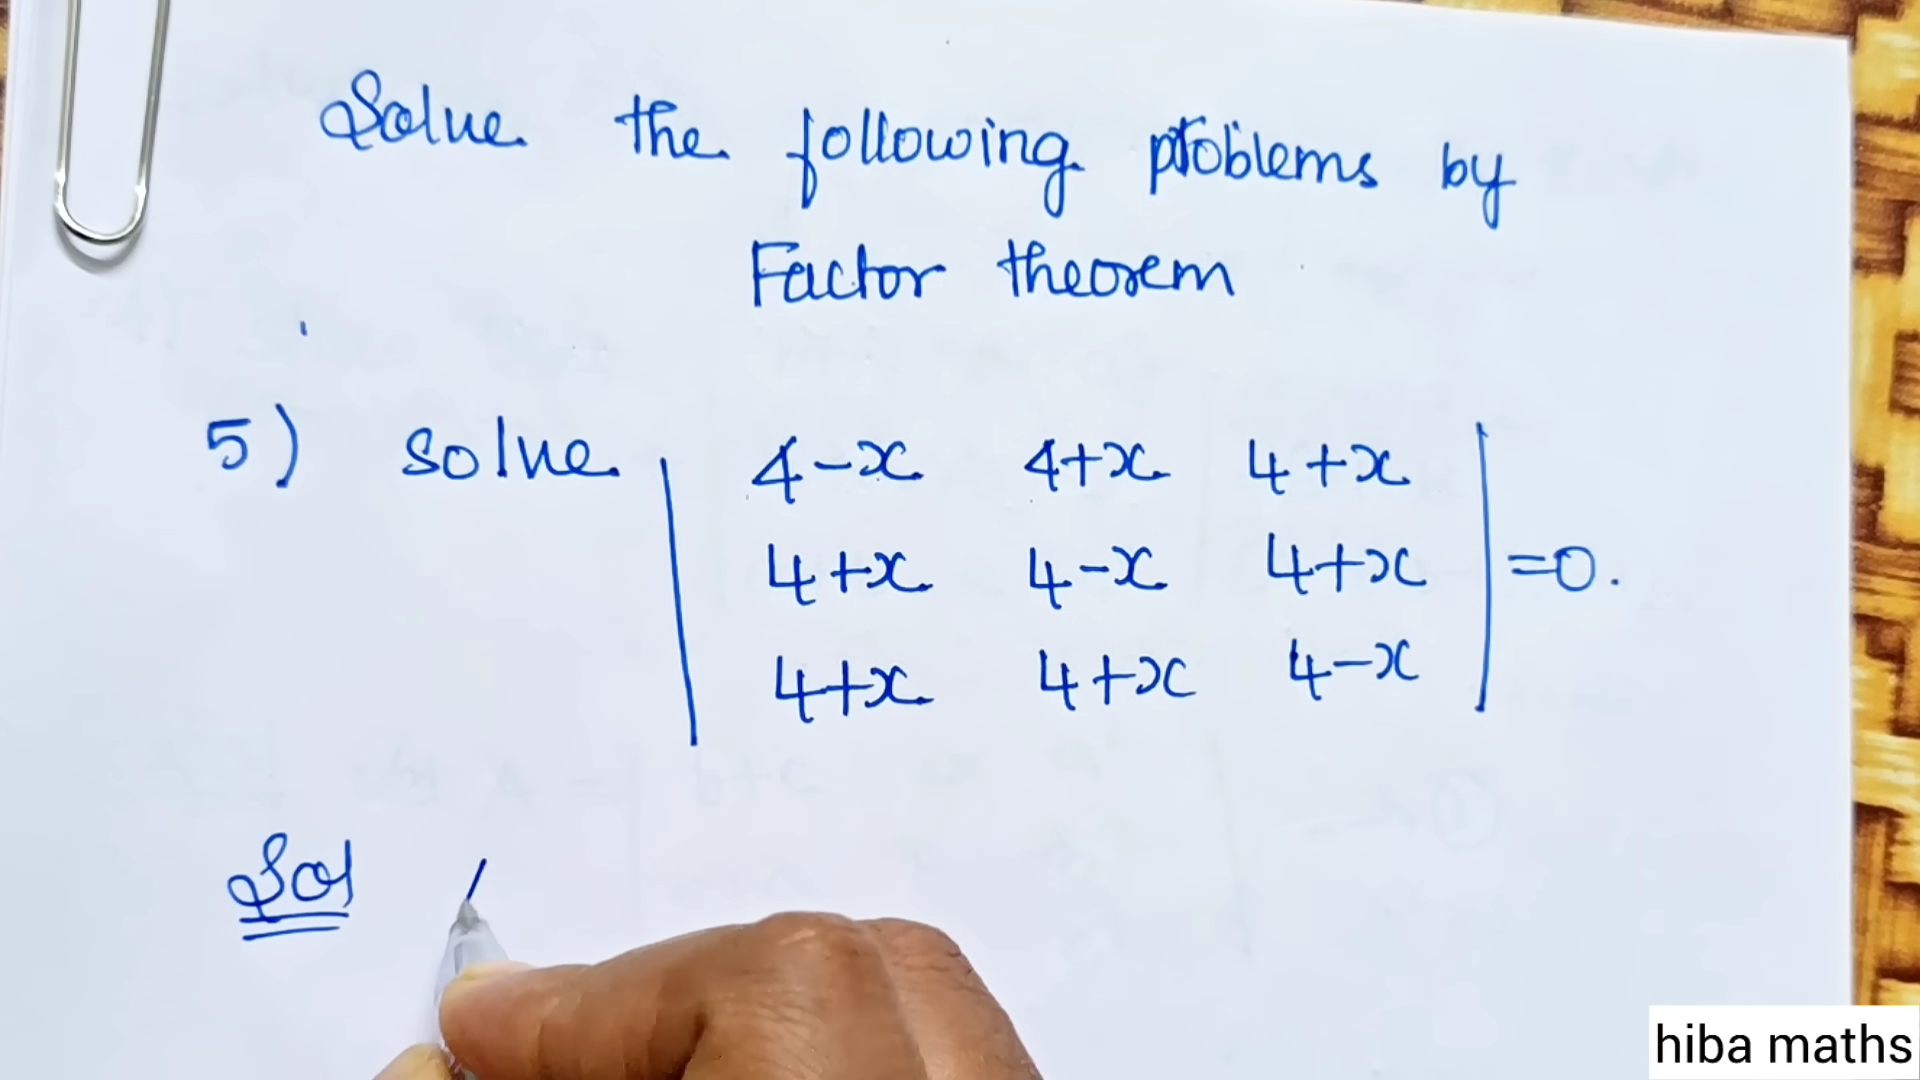 Solve the following problems by
Factor theorem
5) solve | 4-x 4+x 4+x |
| 4+x 4-x 4+x | =0.
| 4+x 4+x 4-x |
Sol
hiba maths